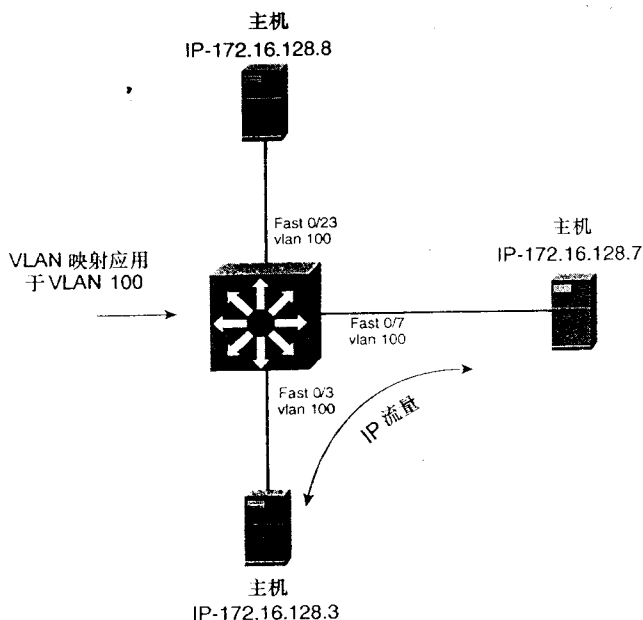 主机
IP-172.16.128.8
Fast 0/23
vlan 100
主机
IP-172.16.128.7
VLAN 映射应用
于 VLAN 100
Fast 0/7
vlan 100
Fast 0/3
vlan 100
IP 流量
主机
IP-172.16.128.3